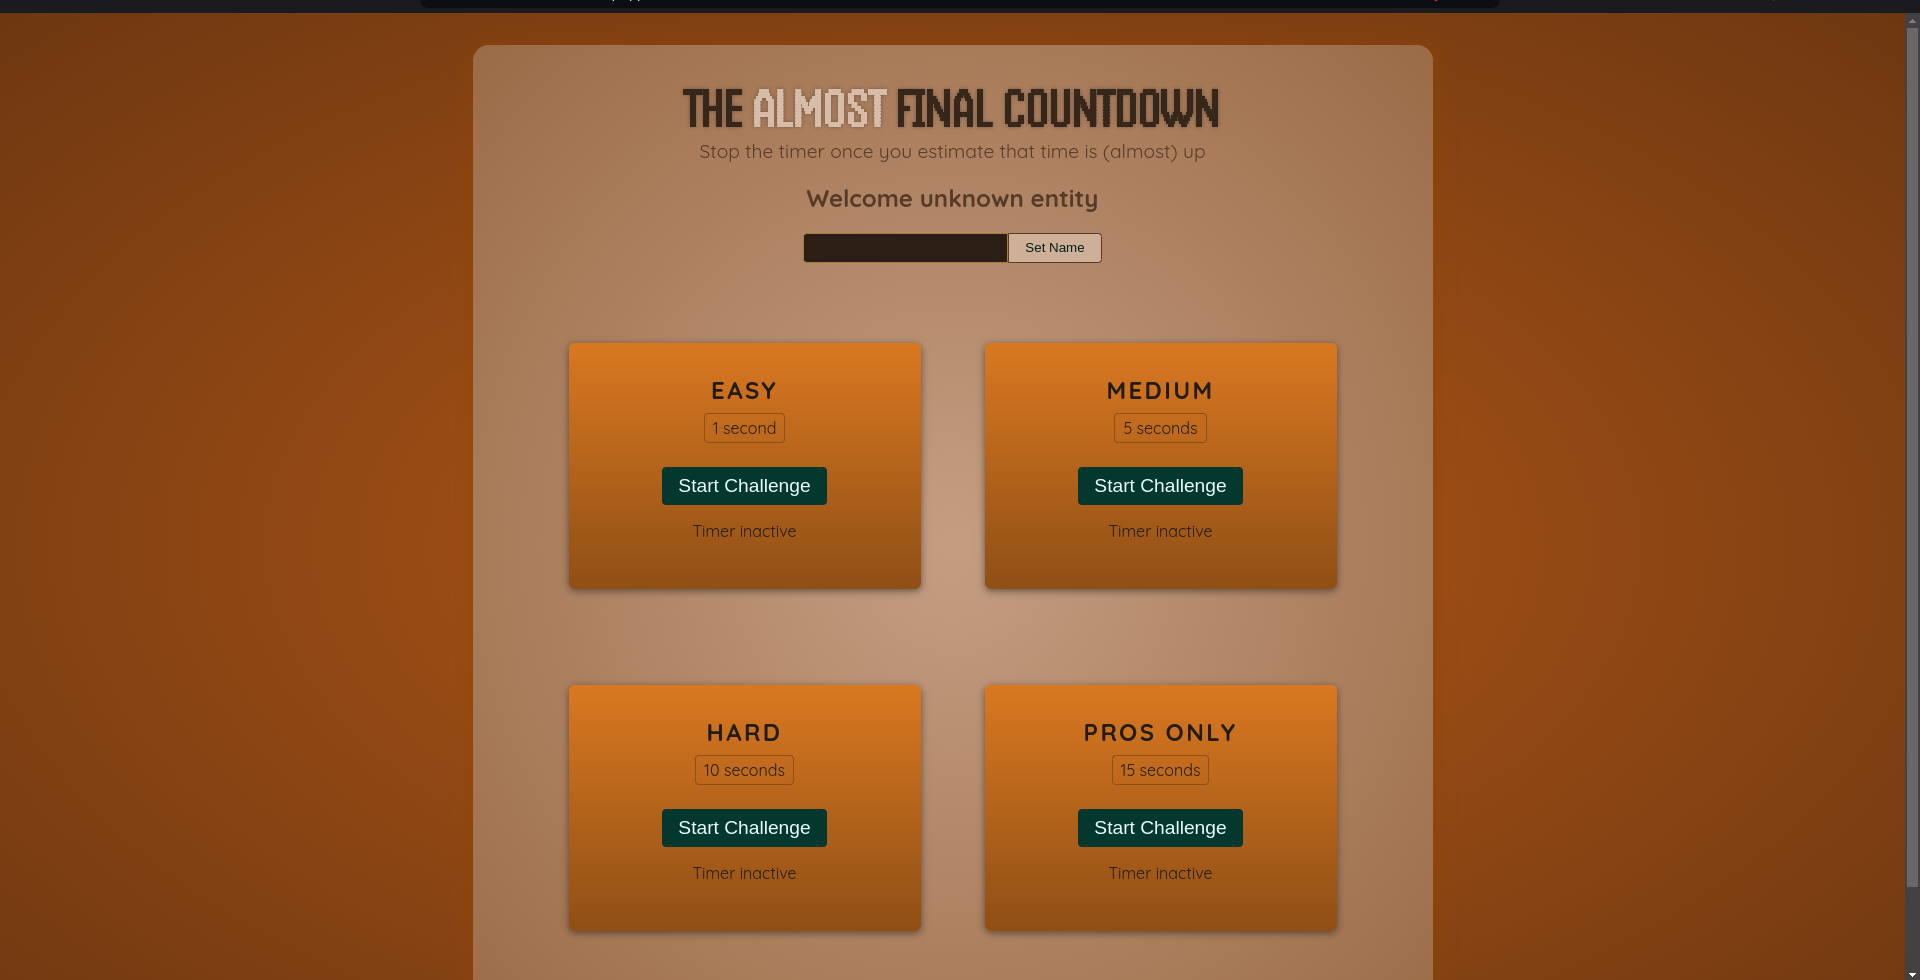 THE ALMOST FINAL COUNTDOWN
Stop the timer once you estimate that time is (almost) up
Welcome unknown entity
Set Name
EASY
1 second
Start Challenge
Timer inactive
MEDIUM
5 seconds
Start Challenge
Timer inactive
HARD
10 seconds
Start Challenge
Timer inactive
PROS ONLY
15 seconds
Start Challenge
Timer inactive